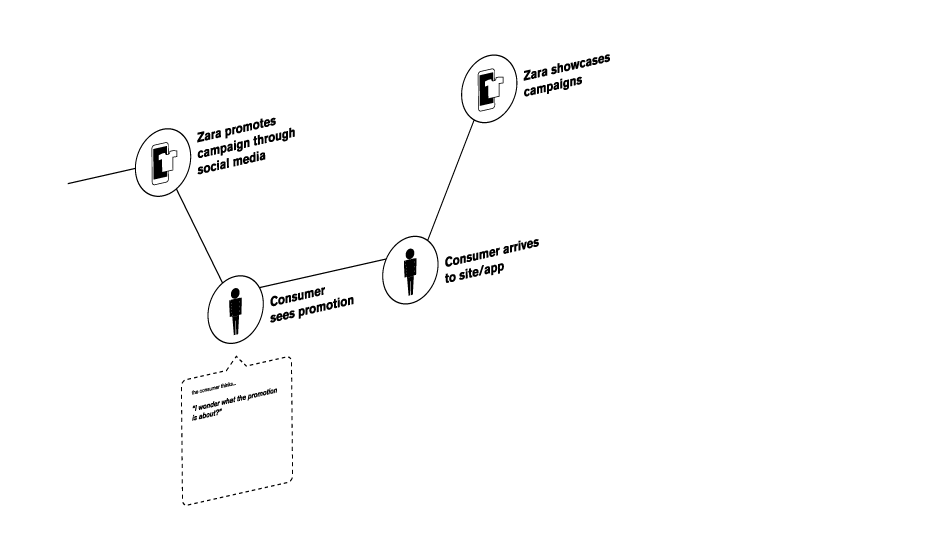 Zara showcases
campaigns
Zara promotes
campaign through
social media
Consumer arrives
to site/app
Consumer
sees promotion
the consumer thinks...
"I wonder what the promotion
is about?"